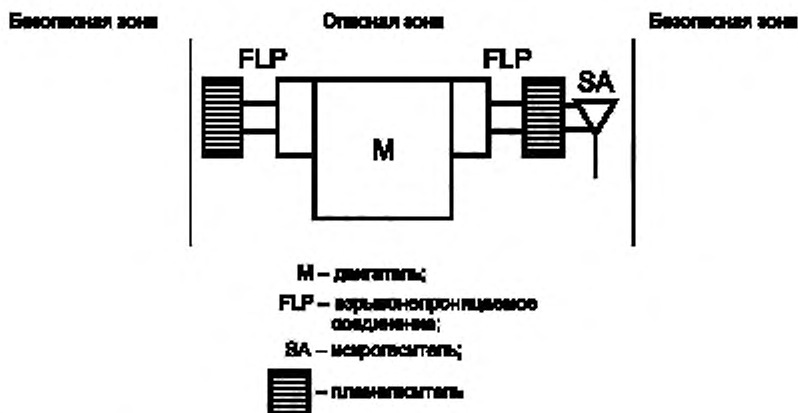 Безопасная зона Опасная зона Безопасная зона
FLP FLP
SA
M
M – двигатель;
FLP – взрывонепроницаемое
соединение;
SA – искрогаситель;
– пламегаситель